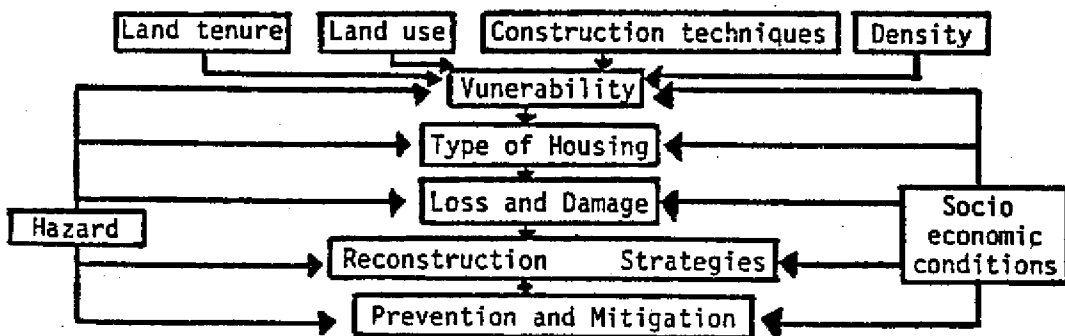 Land tenure
Land use
Construction techniques
Density
Vunerability
Type of Housing
Loss and Damage
Hazard
Socio
economic
conditions
Reconstruction Strategies
Prevention and Mitigation